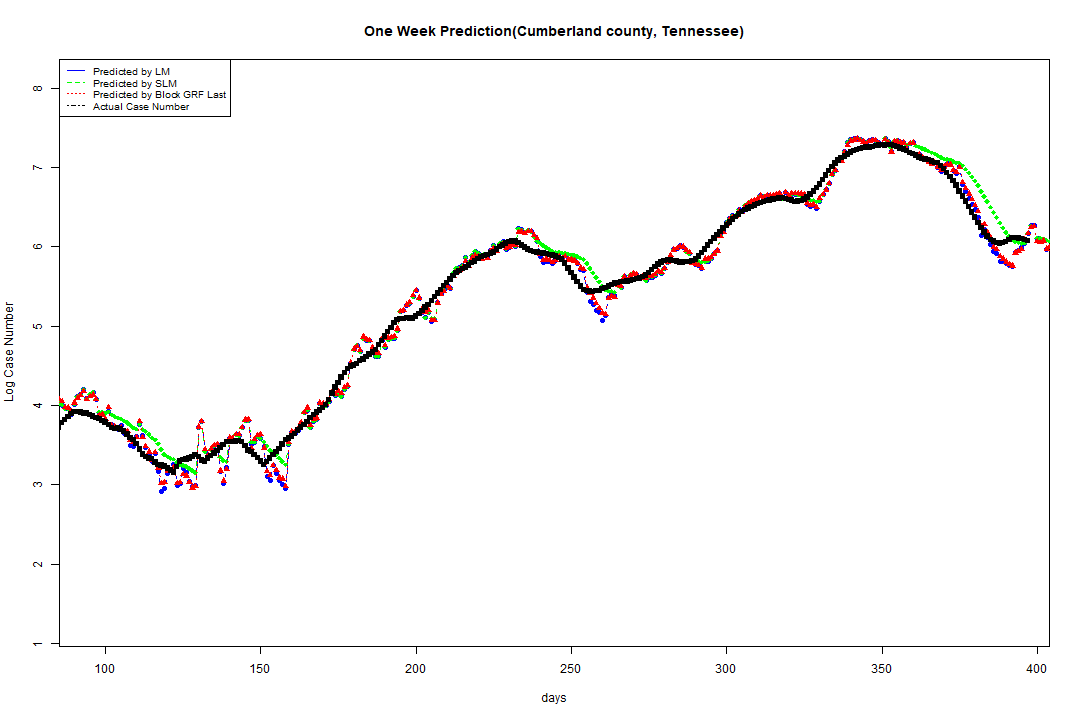 One Week Prediction(Cumberland county, Tennessee)
Predicted by LM
Predicted by SLM
Predicted by Block GRF Last
Actual Case Number
8
7
6
5
4
3
2
1
Log Case Number
100 150 200 250 300 350 400
days